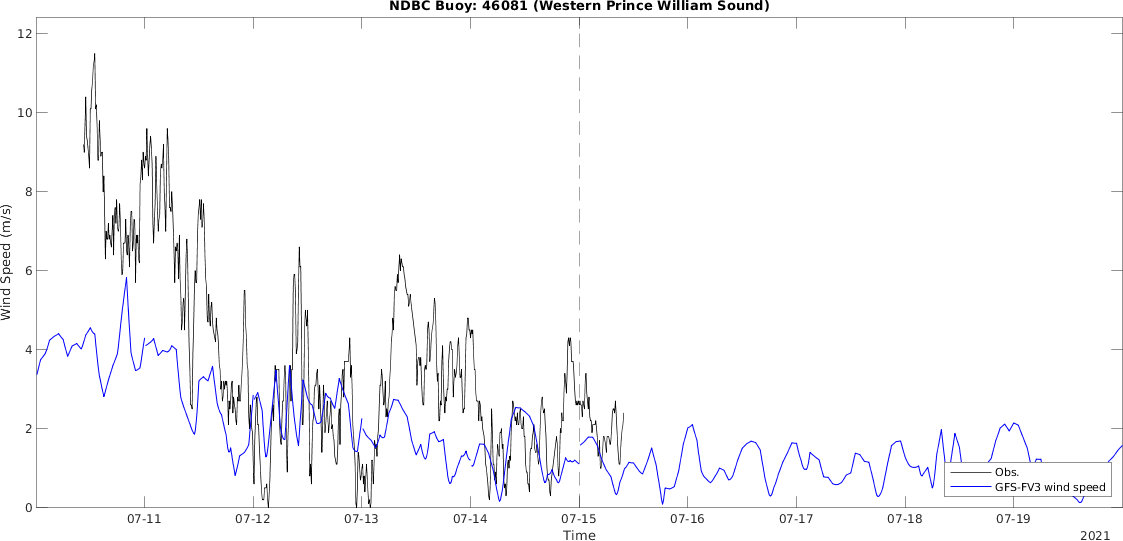 NDBC Buoy: 46081 (Western Prince William Sound)
12
10
8
6
4
2
0
Wind Speed (m/s)
07-11 07-12 07-13 07-14 07-15 07-16 07-17 07-18 07-19
Time
2021
Obs.
GFS-FV3 wind speed